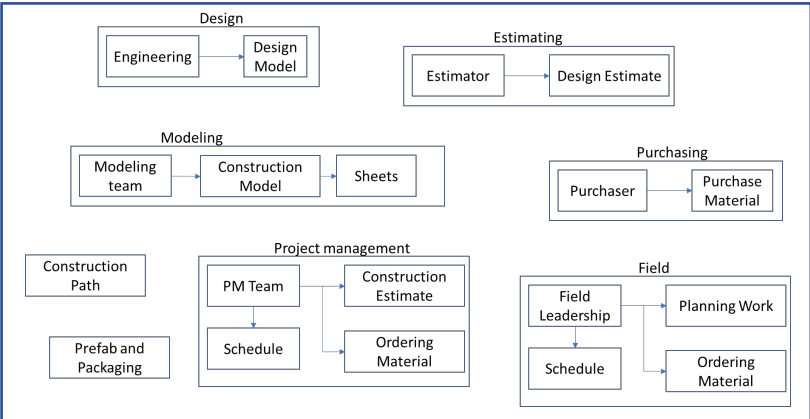 Design
Engineering
Design
Model
Estimating
Estimator
Design Estimate
Modeling
Modeling
team
Construction
Model
Sheets
Purchasing
Purchaser
Purchase
Material
Construction
Path
Prefab and
Packaging
Project management
PM Team
Construction
Estimate
Schedule
Ordering
Material
Field
Field
Leadership
Planning Work
Schedule
Ordering
Material